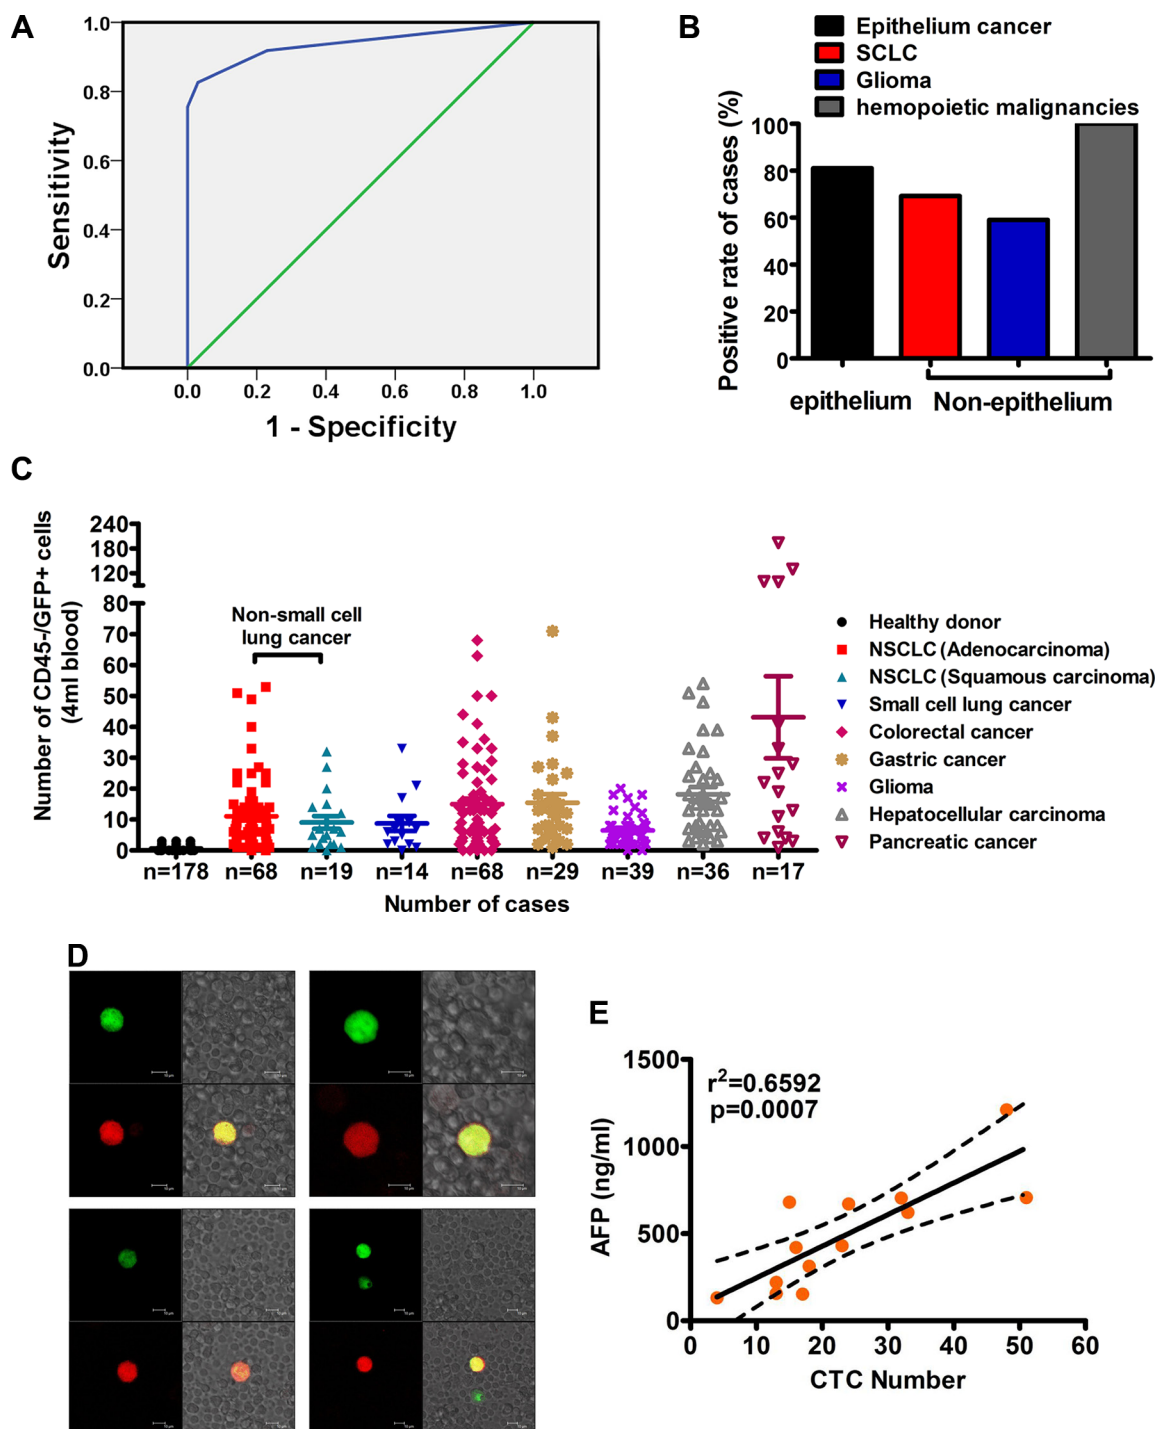 A
1.0
0.8
0.6
0.4
0.2
0.0
Sensitivity
0.0 0.2 0.4 0.6 0.8 1.0
1 - Specificity
B
Epithelium cancer
SCLC
Glioma
hemopoietic malignancies
Positive rate of cases (%)
100
80
60
40
20
0
epithelium Non-epithelium
C
Number of CD45-/GFP+ cells
(4ml blood)
240
180
120
80
70
60
50
40
30
20
10
0
Non-small cell
lung cancer
n=178 n=68 n=19 n=14 n=68 n=29 n=39 n=36 n=17
Number of cases
Healthy donor
NSCLC (Adenocarcinoma)
NSCLC (Squamous carcinoma)
Small cell lung cancer
Colorectal cancer
Gastric cancer
Glioma
Hepatocellular carcinoma
Pancreatic cancer
D
E
AFP (ng/ml)
1500
1000
500
0
r²=0.6592
p=0.0007
0 10 20 30 40 50 60
CTC Number